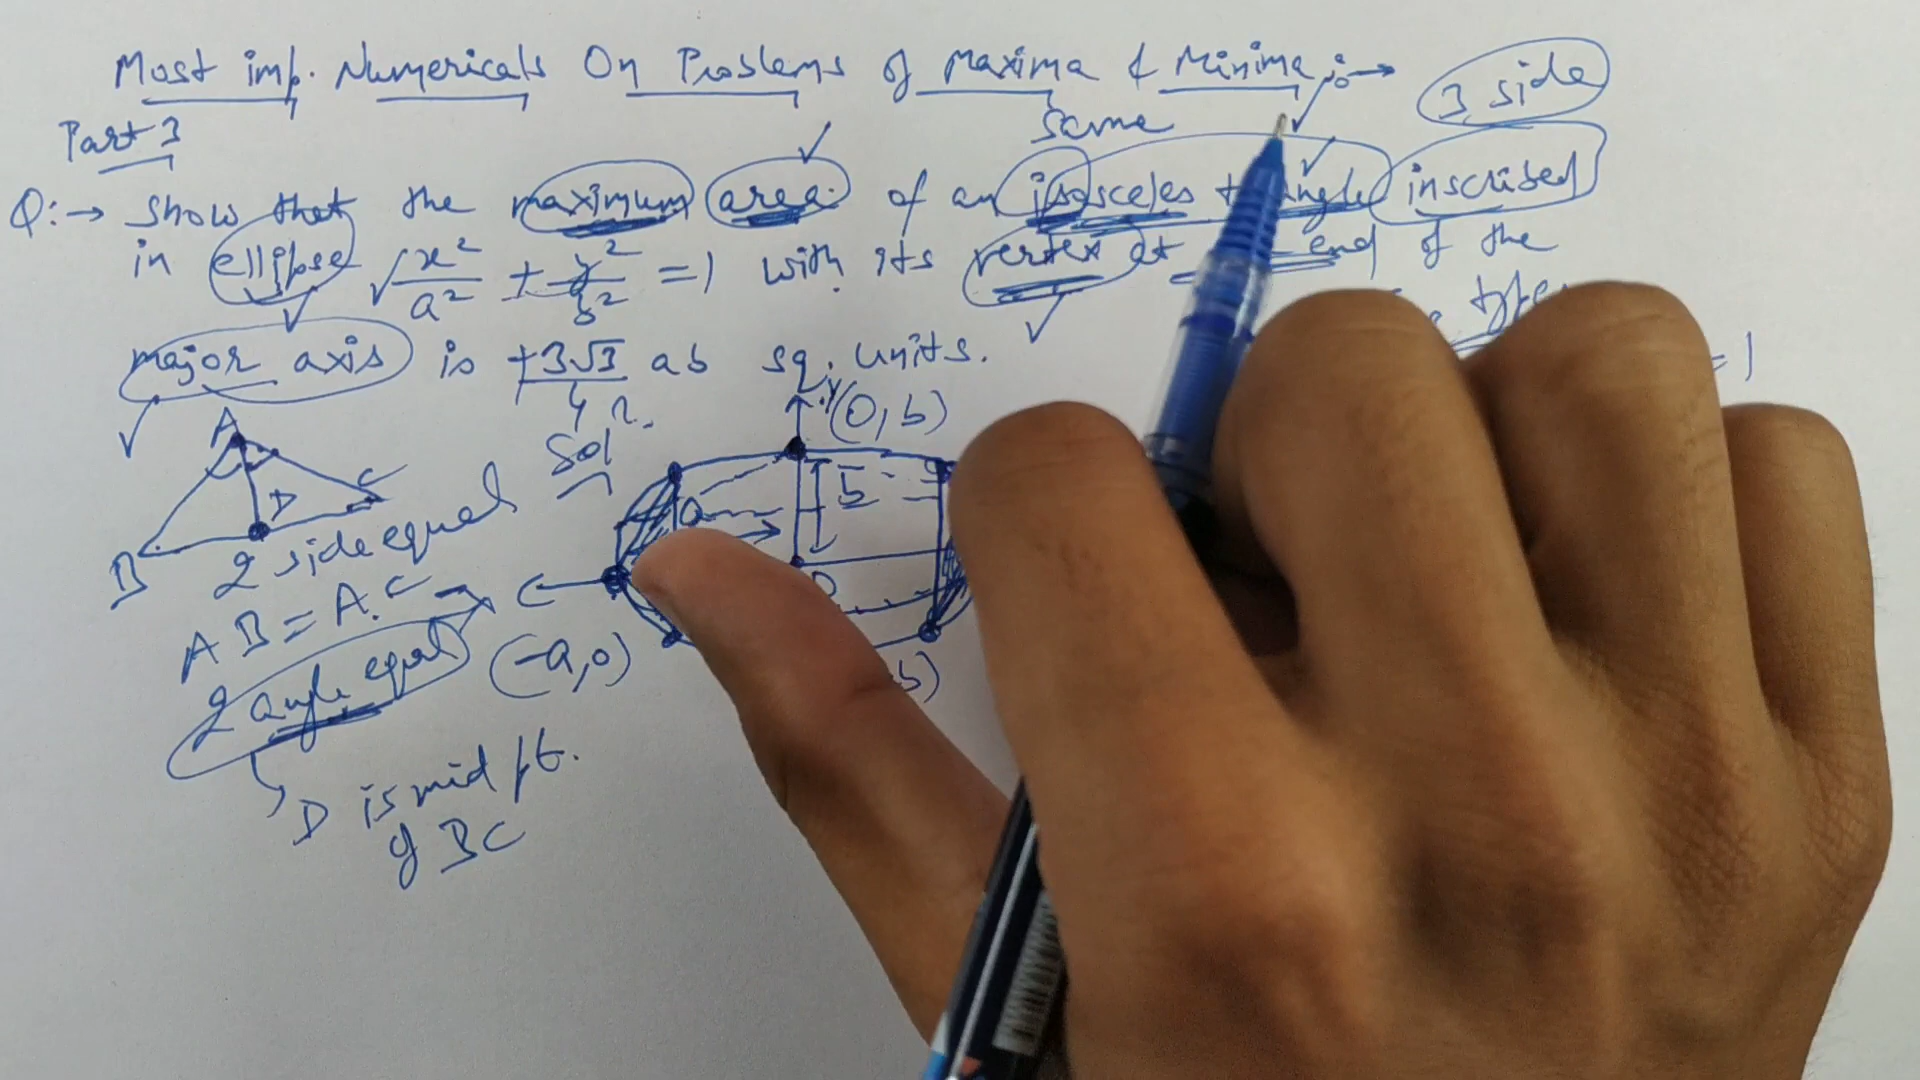 Most imp. Numericals On Problems of Maxima & Minima :→
3 side
Part 3
same
Q:→ Show that the maximum area of an isosceles triangle inscribed
in ellipse x²/a² + y²/b² = 1 with its vertex at end of the
type
major axis is 3√3/4 ab sq. units.
= 1
Sol
y
(0, b)
A
B
C
D
2 side equal
AB = AC
2 angle equal
D is mid pt.
of BC
a
b
(-a, 0)
b)